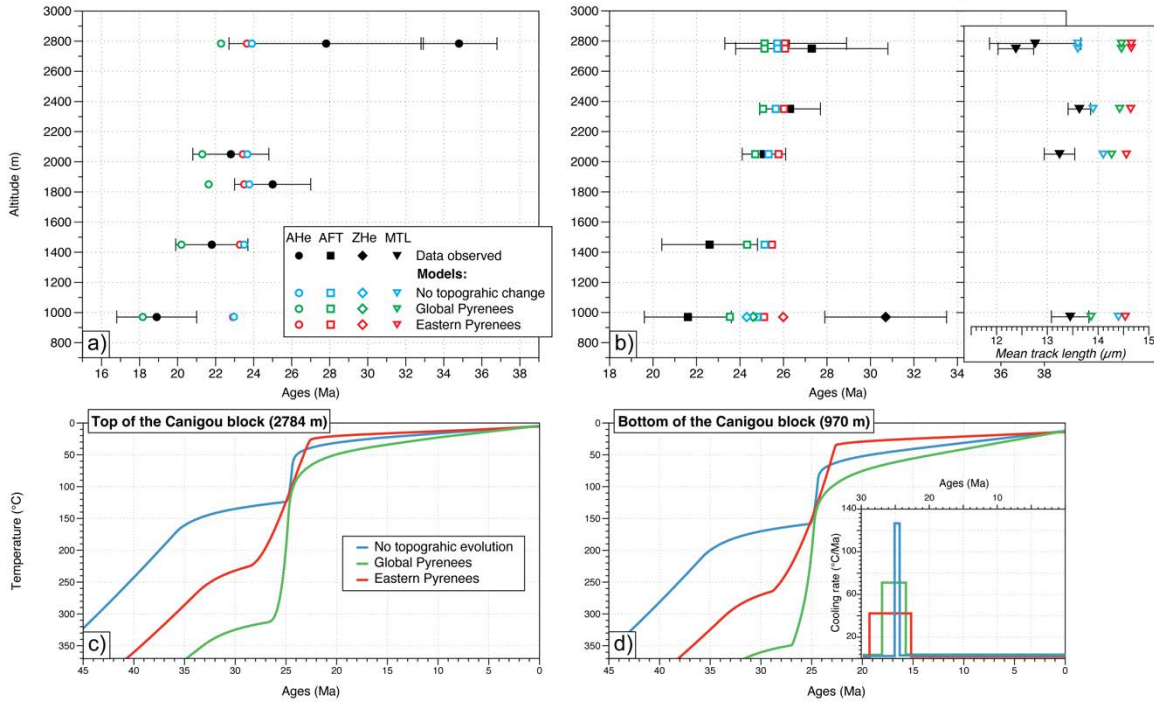 3000
2800
2600
2400
2200
2000
1800
1600
1400
1200
1000
800
Altitude (m)
a)
16 18 20 22 24 26 28 30 32 34 36 38
Ages (Ma)
AHe AFT ZHe MTL
Data observed
Models:
No topograhic change
Global Pyrenees
Eastern Pyrenees
3000
2800
2600
2400
2200
2000
1800
1600
1400
1200
1000
800
b)
18 20 22 24 26 28 30 32 34 36 38
Ages (Ma)
12 13 14 15
Mean track length (µm)
Top of the Canigou block (2784 m)
0
50
100
150
200
250
300
350
Temperature (°C)
No topograhic evolution
Global Pyrenees
Eastern Pyrenees
c)
45 40 35 30 25 20 15 10 5 0
Ages (Ma)
Bottom of the Canigou block (970 m)
0
50
100
150
200
250
300
350
d)
45 40 35 30 25 20 15 10 5 0
Ages (Ma)
Ages (Ma)
30 20 10 0
140
100
60
20
Cooling rate (°C/Ma)